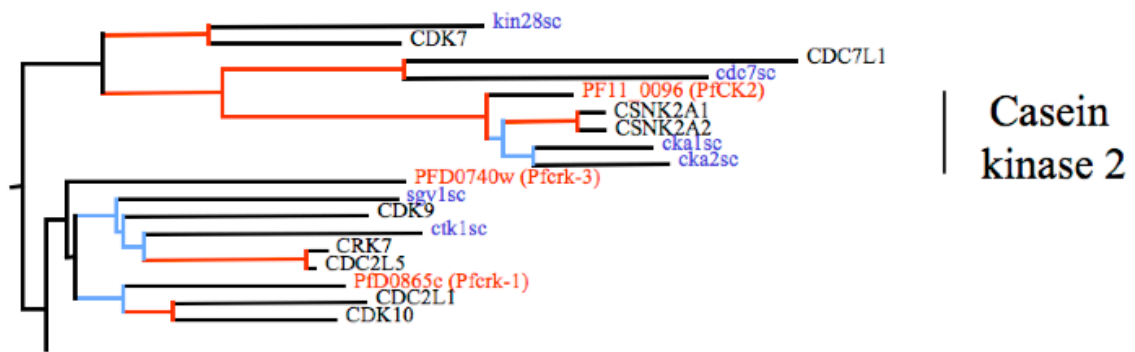 kin28sc
CDK7
CDC7L1
cdc7sc
PF11_0096 (PfCK2)
CSNK2A1
CSNK2A2
cka1sc
cka2sc
Casein
kinase 2
PFD0740w (Pfcrk-3)
sgv1sc
CDK9
ctk1sc
CRK7
CDC2L5
PfD0865c (Pfcrk-1)
CDC2L1
CDK10